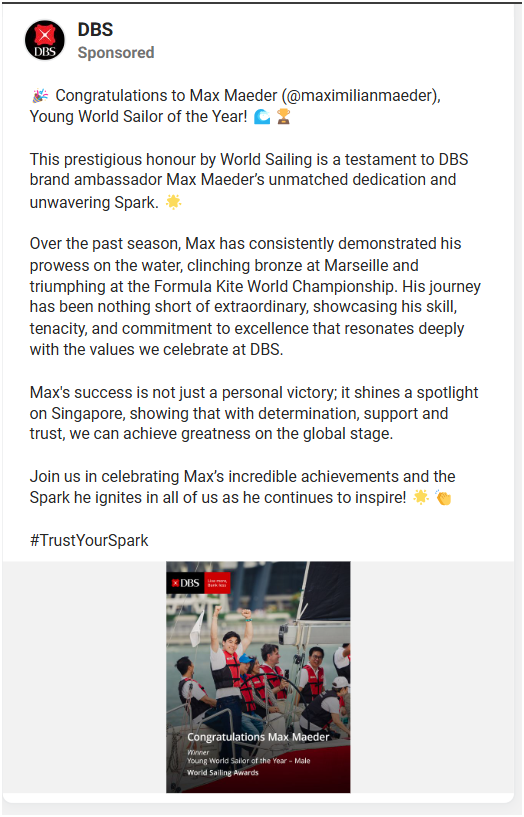 DBS
Sponsored
🎉 Congratulations to Max Maeder (@maximilianmaeder),
Young World Sailor of the Year! 🌊🏆
This prestigious honour by World Sailing is a testament to DBS
brand ambassador Max Maeder’s unmatched dedication and
unwavering Spark. 🌟
Over the past season, Max has consistently demonstrated his
prowess on the water, clinching bronze at Marseille and
triumphing at the Formula Kite World Championship. His journey
has been nothing short of extraordinary, showcasing his skill,
tenacity, and commitment to excellence that resonates deeply
with the values we celebrate at DBS.
Max's success is not just a personal victory; it shines a spotlight
on Singapore, showing that with determination, support and
trust, we can achieve greatness on the global stage.
Join us in celebrating Max’s incredible achievements and the
Spark he ignites in all of us as he continues to inspire! 🌟 👏
#TrustYourSpark
DBS
Live more,
Bank less
Congratulations Max Maeder
Winner
Young World Sailor of the Year – Male
World Sailing Awards
DBS